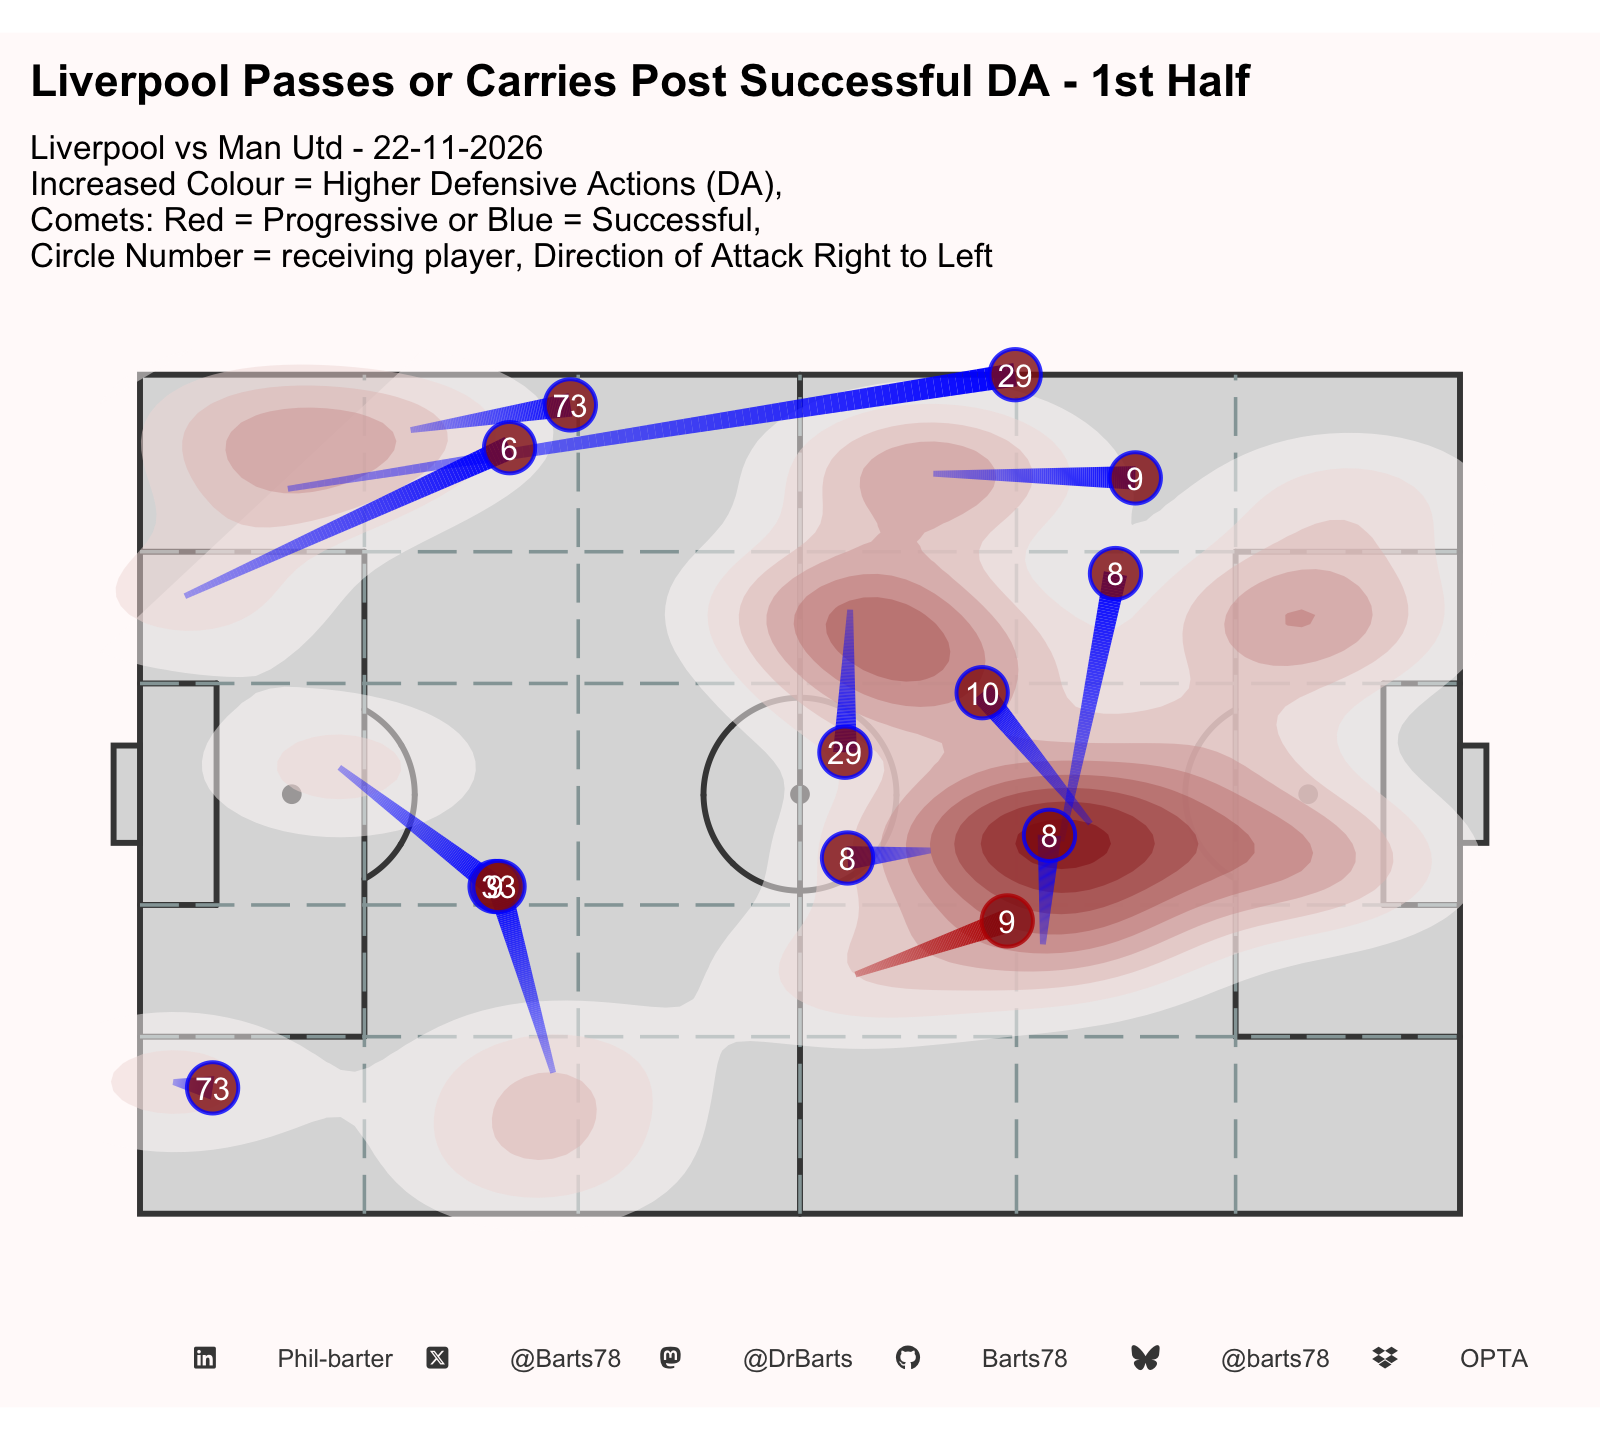 Liverpool Passes or Carries Post Successful DA - 1st Half
Liverpool vs Man Utd - 22-11-2026
Increased Colour = Higher Defensive Actions (DA),
Comets: Red = Progressive or Blue = Successful,
Circle Number = receiving player, Direction of Attack Right to Left
29
73
6
9
8
10
29
8
8
9
73
Phil-barter
@Barts78
@DrBarts
Barts78
@barts78
OPTA